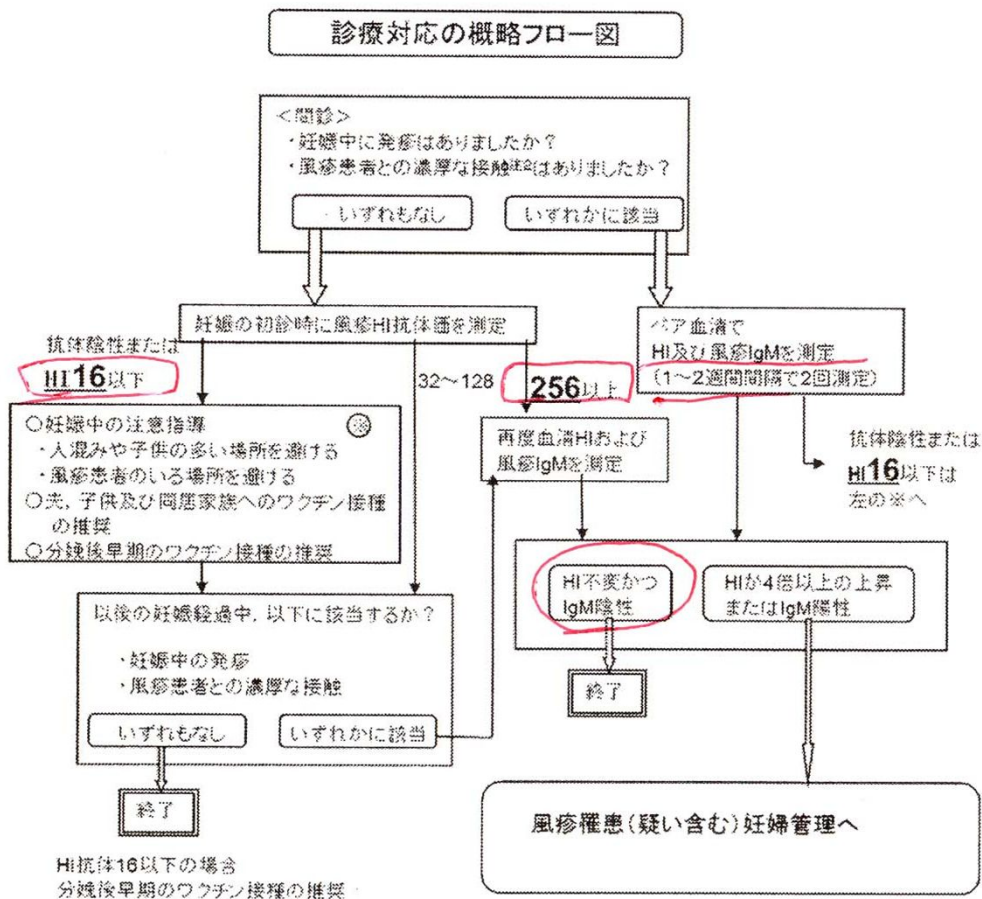 診療対応の概略フロー図
＜問診＞
・妊娠中に発疹はありましたか？
・風疹患者との濃厚な接触はありましたか？
いずれもなし
いずれかに該当
妊娠の初診時に風疹HI抗体価を測定
ペア血清で
HI及び風疹IgMを測定
（1～2週間間隔で2回測定）
抗体陰性または
HI16以下
32～128
256以上
○妊娠中の注意指導 ※
・人混みや子供の多い場所を避ける
・風疹患者のいる場所を避ける
○夫，子供及び同居家族へのワクチン接種
の推奨
○分娩後早期のワクチン接種の推奨
再度血清HIおよび
風疹IgMを測定
抗体陰性または
HI16以下は
左の※へ
HI不変かつ
IgM陰性
HIが4倍以上の上昇
またはIgM陽性
以後の妊娠経過中，以下に該当するか？
・妊娠中の発疹
・風疹患者との濃厚な接触
いずれもなし
いずれかに該当
終了
終了
風疹罹患（疑い含む）妊婦管理へ
HI抗体16以下の場合
分娩後早期のワクチン接種の推奨